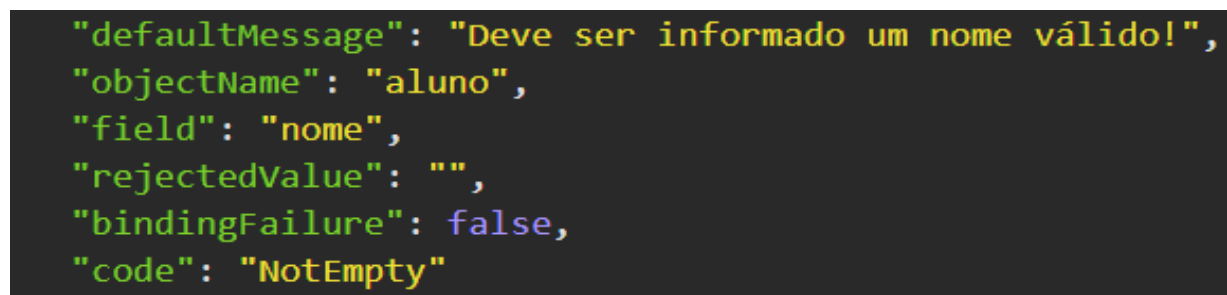 "defaultMessage": "Deve ser informado um nome válido!",
"objectName": "aluno",
"field": "nome",
"rejectedValue": "",
"bindingFailure": false,
"code": "NotEmpty"